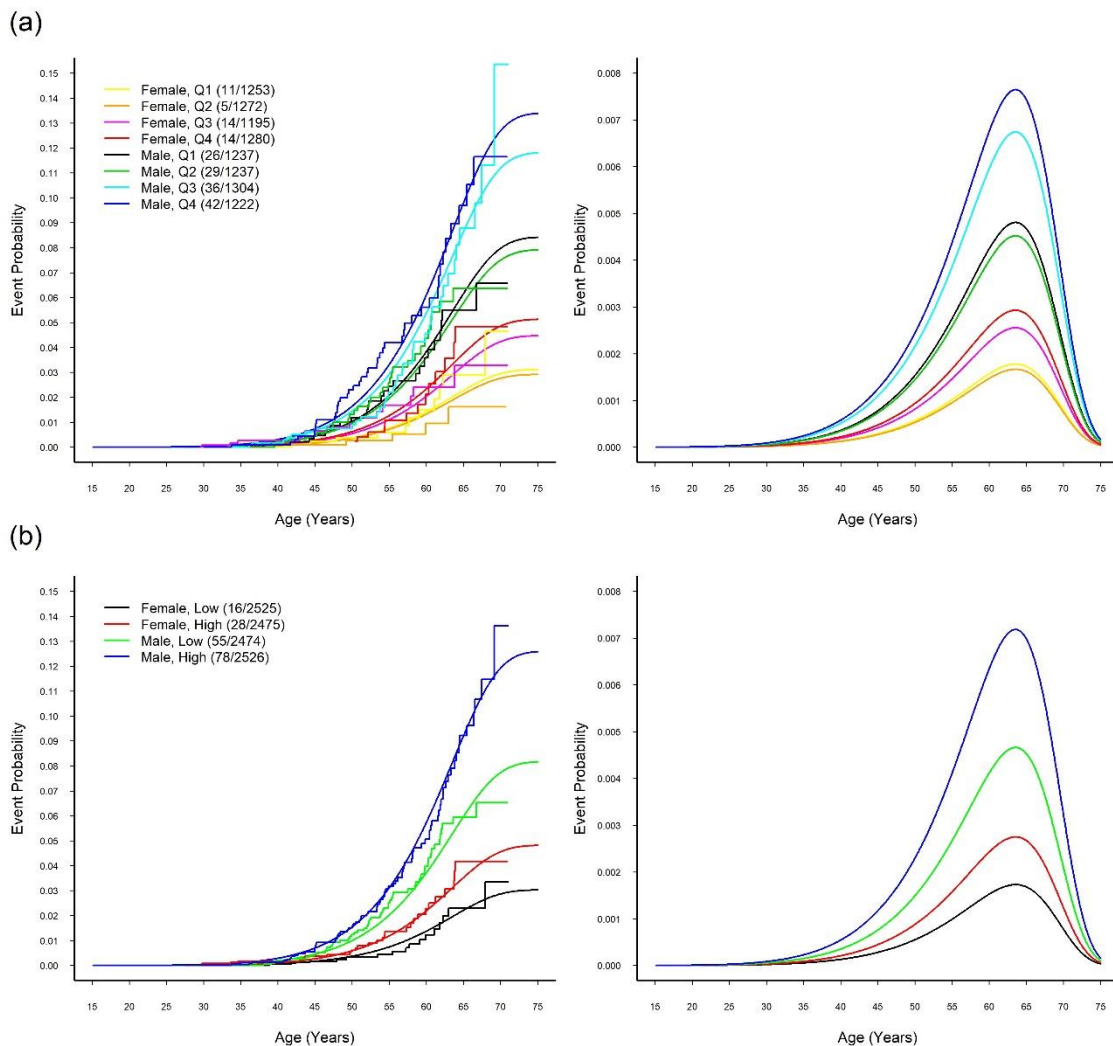 (a)
0.15
0.14
0.13
0.12
0.11
0.10
0.09
0.08
0.07
0.06
0.05
0.04
0.03
0.02
0.01
0.00
Event Probability
Female, Q1 (11/1253)
Female, Q2 (5/1272)
Female, Q3 (14/1195)
Female, Q4 (14/1280)
Male, Q1 (26/1237)
Male, Q2 (29/1237)
Male, Q3 (36/1304)
Male, Q4 (42/1222)
15 20 25 30 35 40 45 50 55 60 65 70 75
Age (Years)
0.008
0.007
0.006
0.005
0.004
0.003
0.002
0.001
0.000
Event Probability
15 20 25 30 35 40 45 50 55 60 65 70 75
Age (Years)
(b)
0.15
0.14
0.13
0.12
0.11
0.10
0.09
0.08
0.07
0.06
0.05
0.04
0.03
0.02
0.01
0.00
Event Probability
Female, Low (16/2525)
Female, High (28/2475)
Male, Low (55/2474)
Male, High (78/2526)
15 20 25 30 35 40 45 50 55 60 65 70 75
Age (Years)
0.008
0.007
0.006
0.005
0.004
0.003
0.002
0.001
0.000
Event Probability
15 20 25 30 35 40 45 50 55 60 65 70 75
Age (Years)